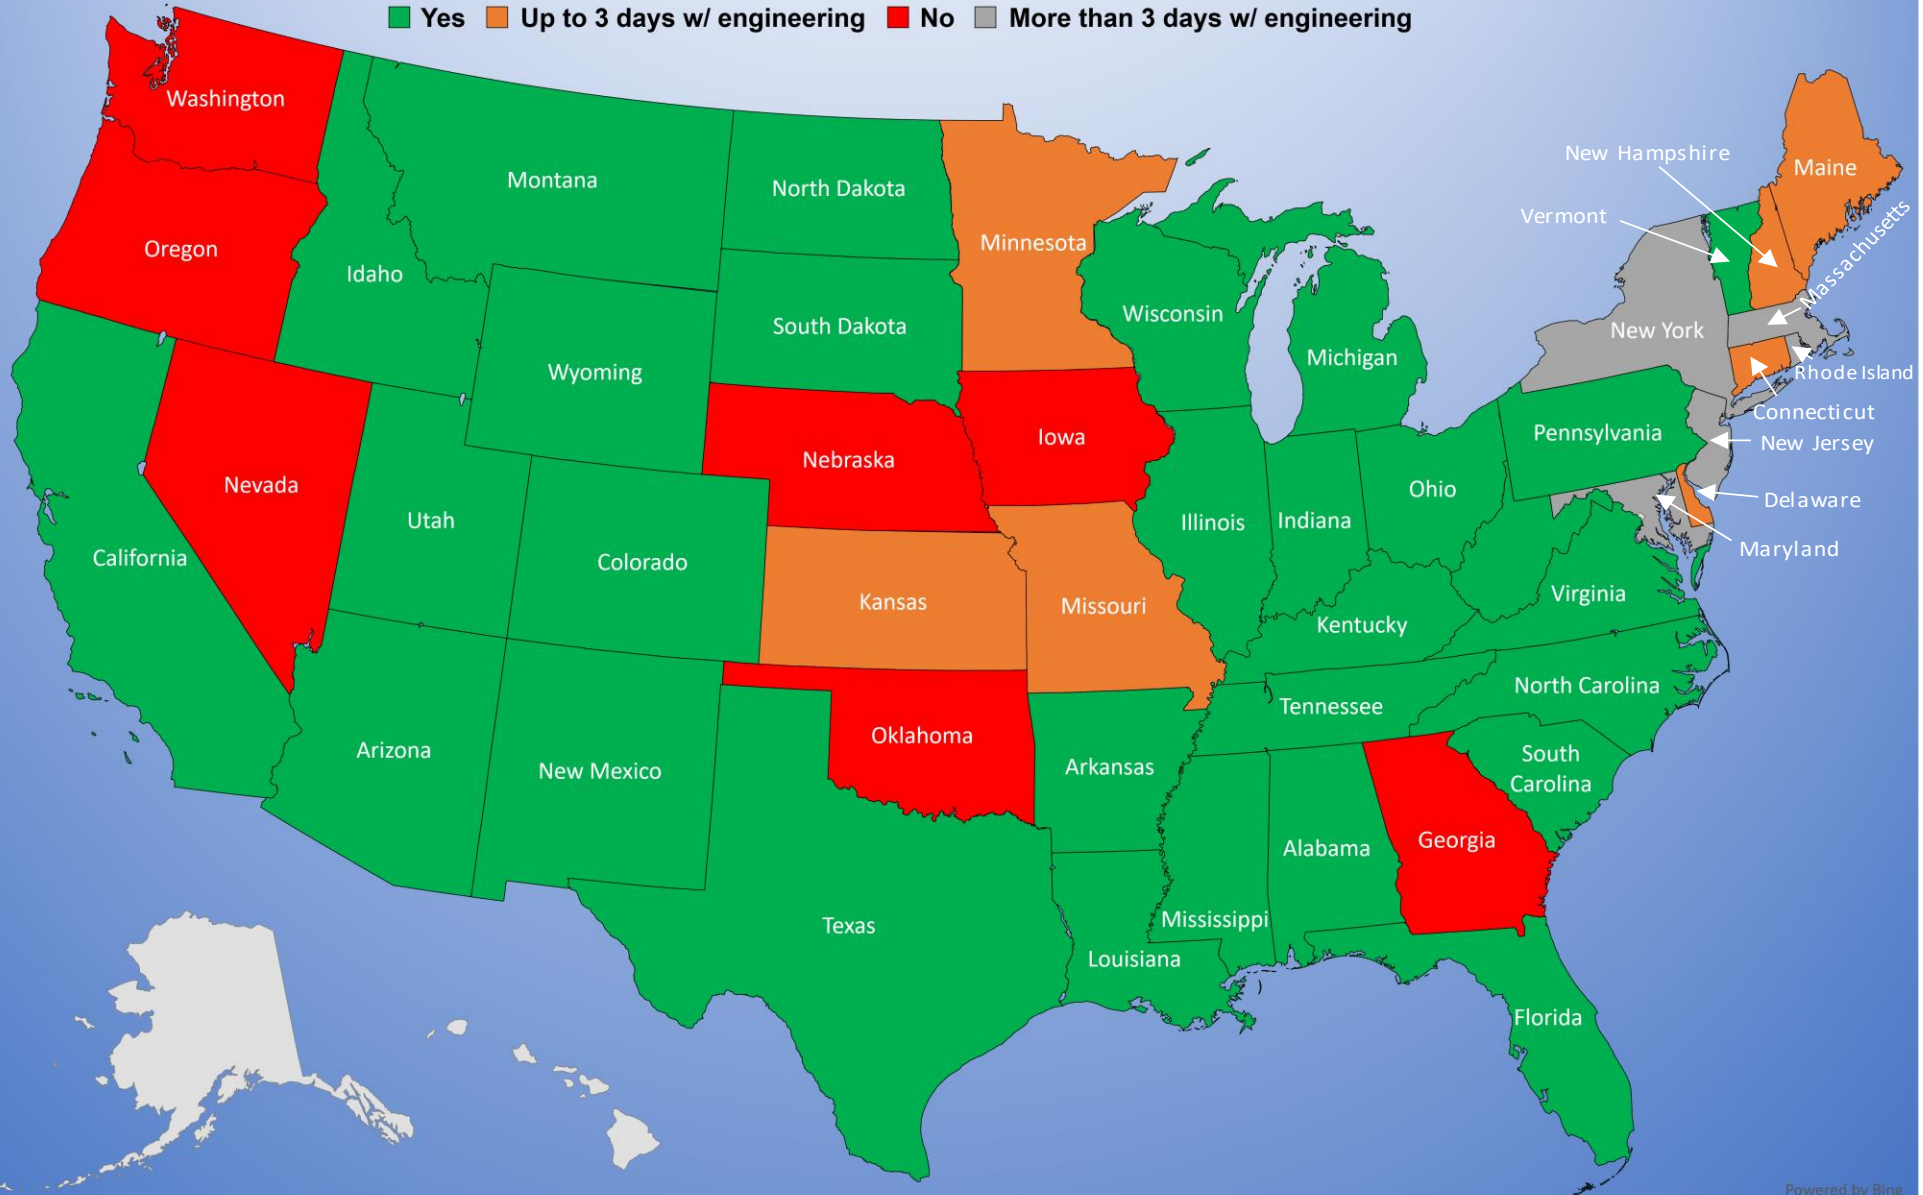 Yes Up to 3 days w/ engineering No More than 3 days w/ engineering
Washington
Montana
North Dakota
Minnesota
New Hampshire
Maine
Vermont
Massachusetts
Oregon
Idaho
South Dakota
Wisconsin
Michigan
New York
Wyoming
Rhode Island
Connecticut
Iowa
Pennsylvania
New Jersey
Nebraska
Nevada
Ohio
Delaware
Utah
Illinois
Indiana
Maryland
California
Colorado
Kansas
Missouri
Virginia
Kentucky
North Carolina
Tennessee
Oklahoma
Arizona
New Mexico
Arkansas
South
Carolina
Georgia
Alabama
Texas
Mississippi
Louisiana
Florida
Powered by Bing